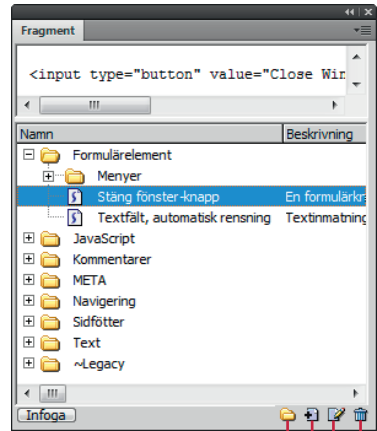 Fragment
<input type="button" value="Close Win
Namn Beskrivning
Formulärelement
Menyer
Stäng fönster-knapp En formulärkn
Textfält, automatisk rensning Textinmatning
JavaScript
Kommentarer
META
Navigering
Sidfötter
Text
~Legacy
Infoga